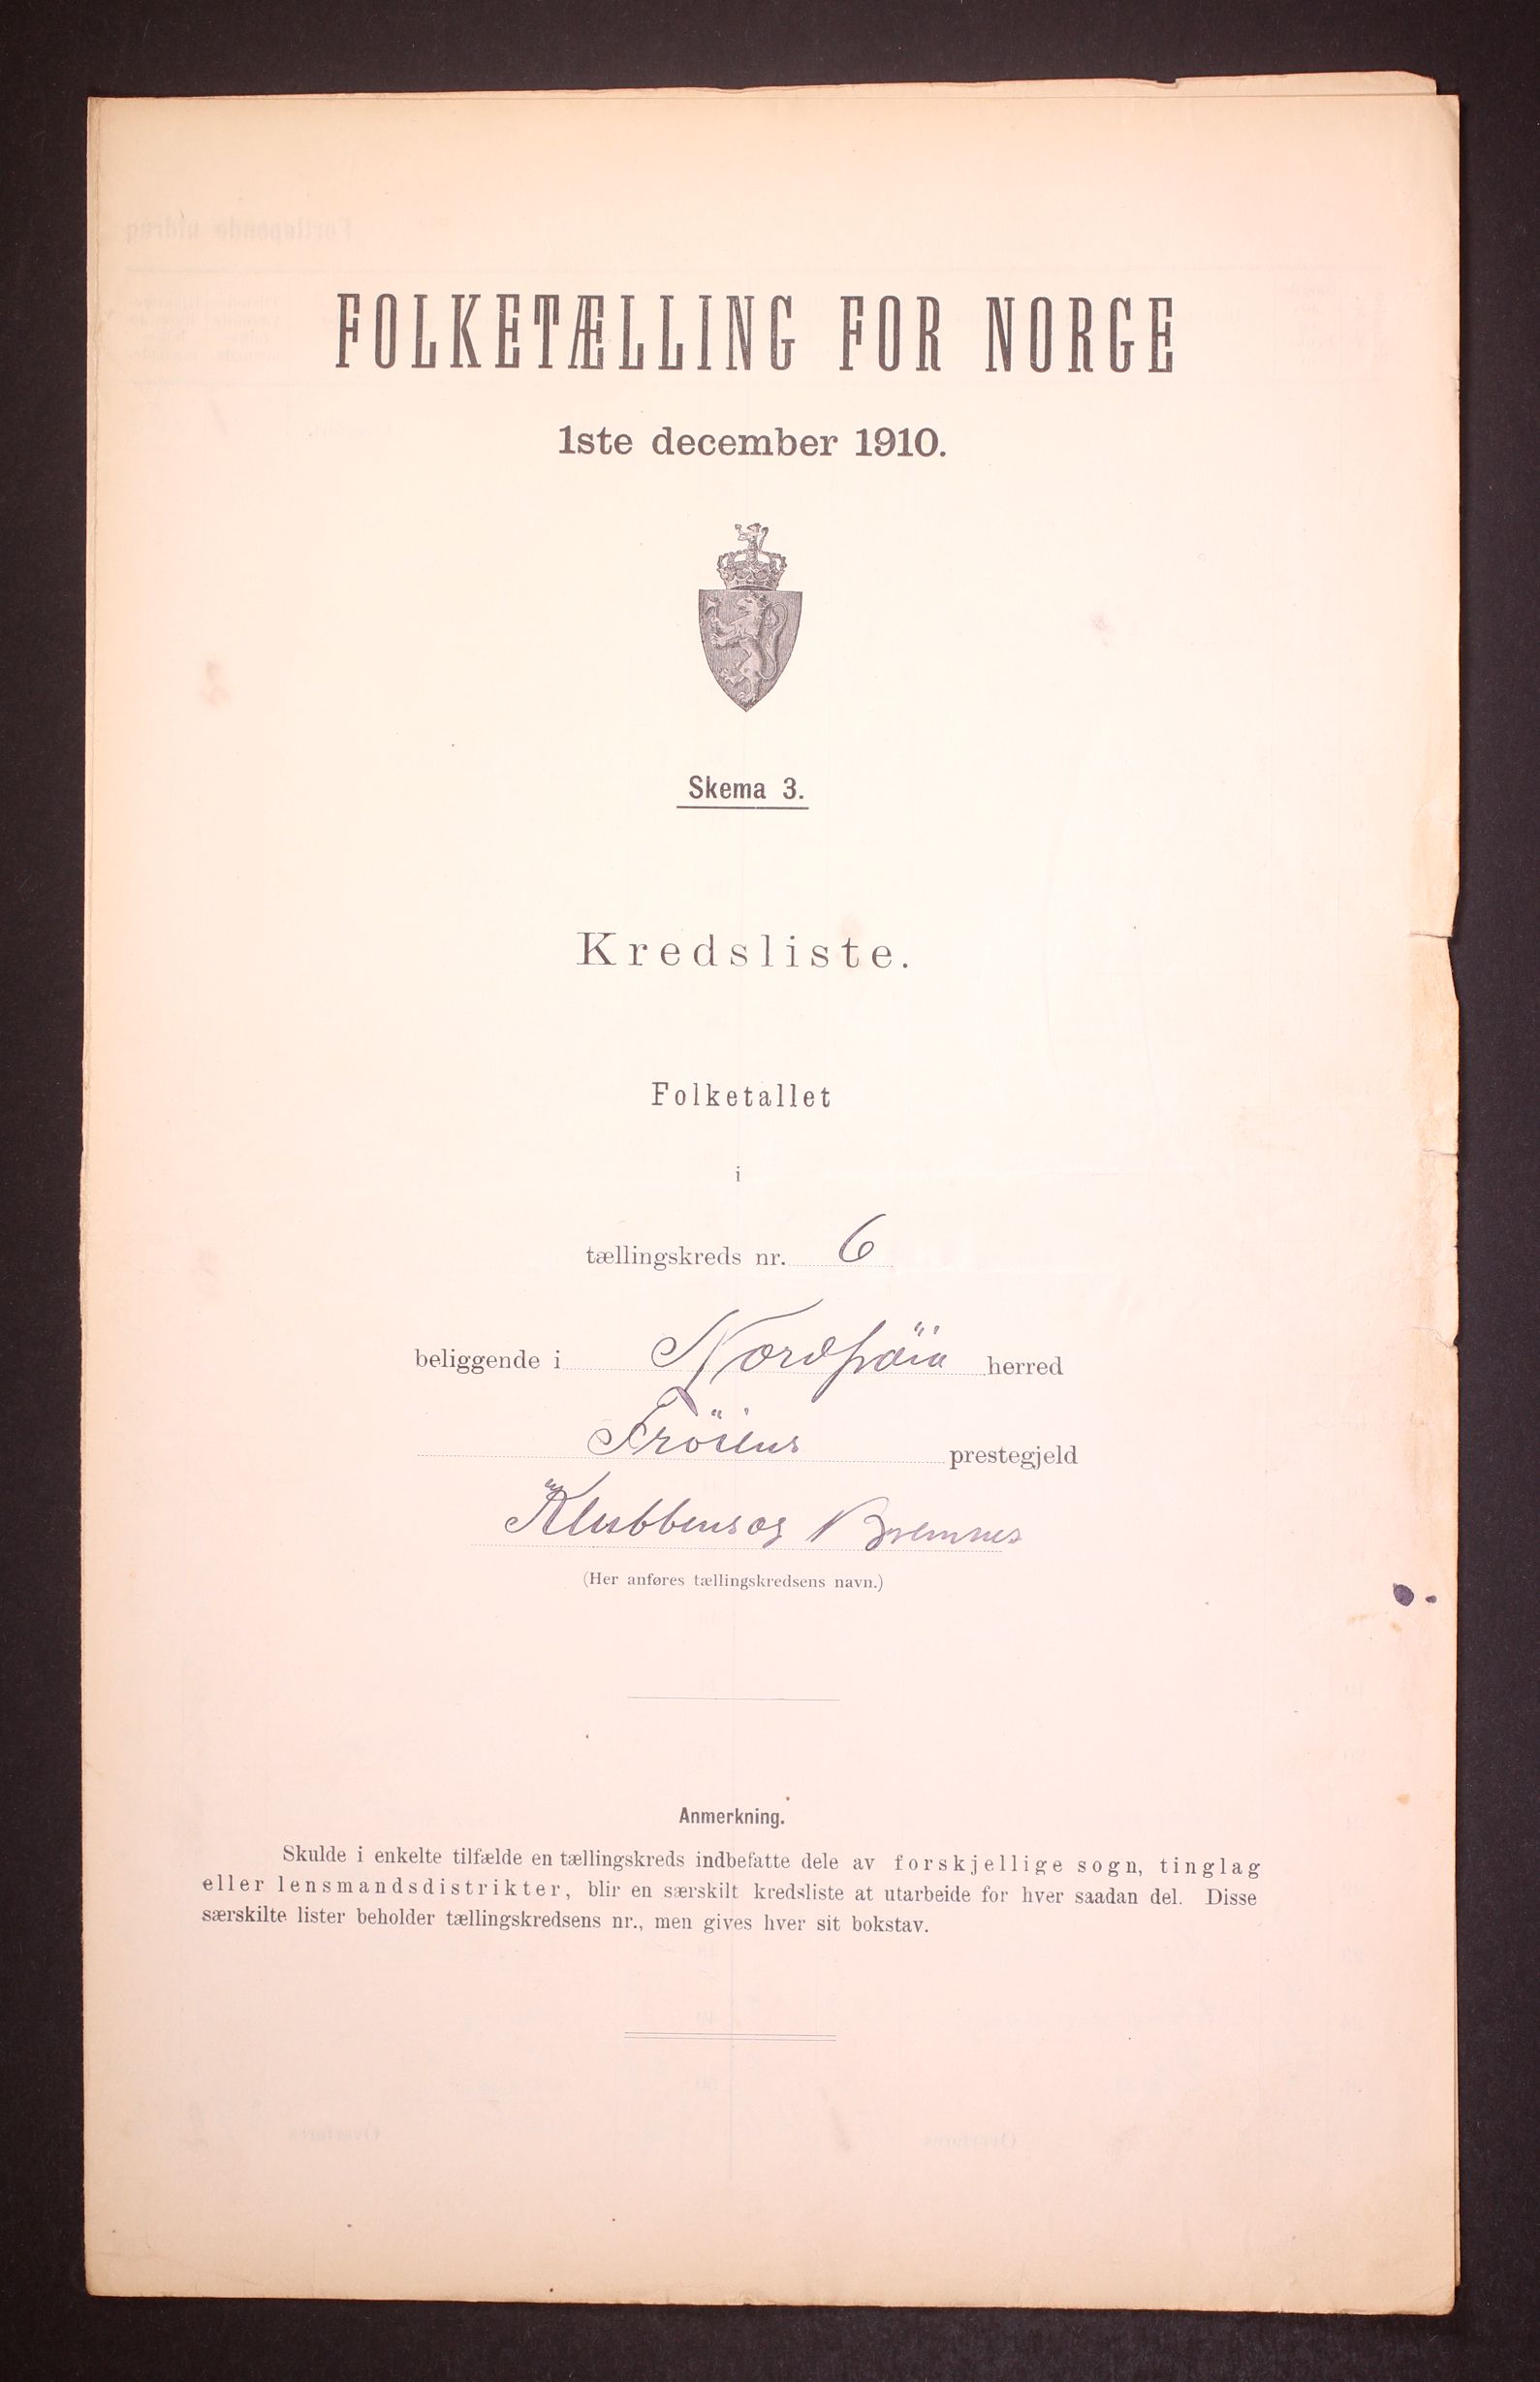 FOLKETÆLLING FOR NORGE
1ste december 1910.
Skema 3.
Kredsliste.
Folketallet
i
tællingskreds nr. 6
beliggende i Nordfröia herred
Fröiens prestegjeld
Klubbens og Bremnes
(Her anføres tællingskredsens navn.)
Anmerkning.
Skulde i enkelte tilfælde en tællingskreds indbefatte dele av forskjellige sogn, tinglag
eller lensmandsdistrikter, blir en særskilt kredsliste at utarbeide for hver saadan del. Disse
særskilte lister beholder tællingskredsens nr., men gives hver sit bokstav.